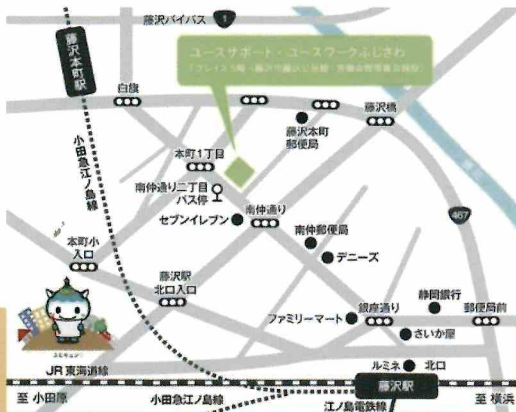 藤沢バイパス
1
藤沢本町駅
ユースサポート・ユースワークふじさわ
白旗
藤沢橋
藤沢本町
郵便局
本町1丁目
小田急江ノ島線
南仲通り二丁目
バス停
セブンイレブン
南仲通り
467
南仲郵便局
デニーズ
本町小
入口
藤沢駅
北口入口
静岡銀行
ファミリーマート
銀座通り
郵便局前
さいか屋
ルミネ
北口
JR東海道線
藤沢駅
至 小田原
小田急江ノ島線
江ノ島電鉄線
至 横浜